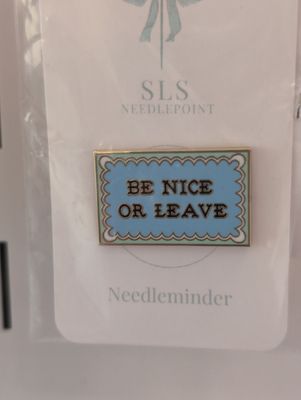 SLS
NEEDLEPOINT
BE NICE
OR LEAVE
Needleminder